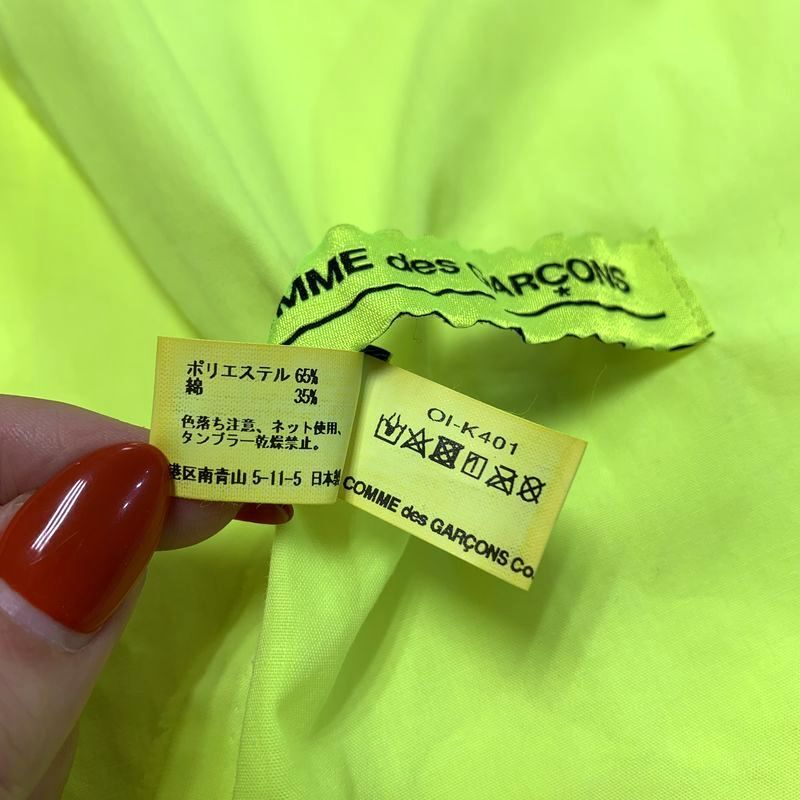 MME des GARÇONS
ポリエステル 65%
綿 35%
色落ち注意、ネット使用、
タンブラー乾燥禁止。
港区南青山 5-11-5 日本
OI-K401
COMME des GARÇONS Co.